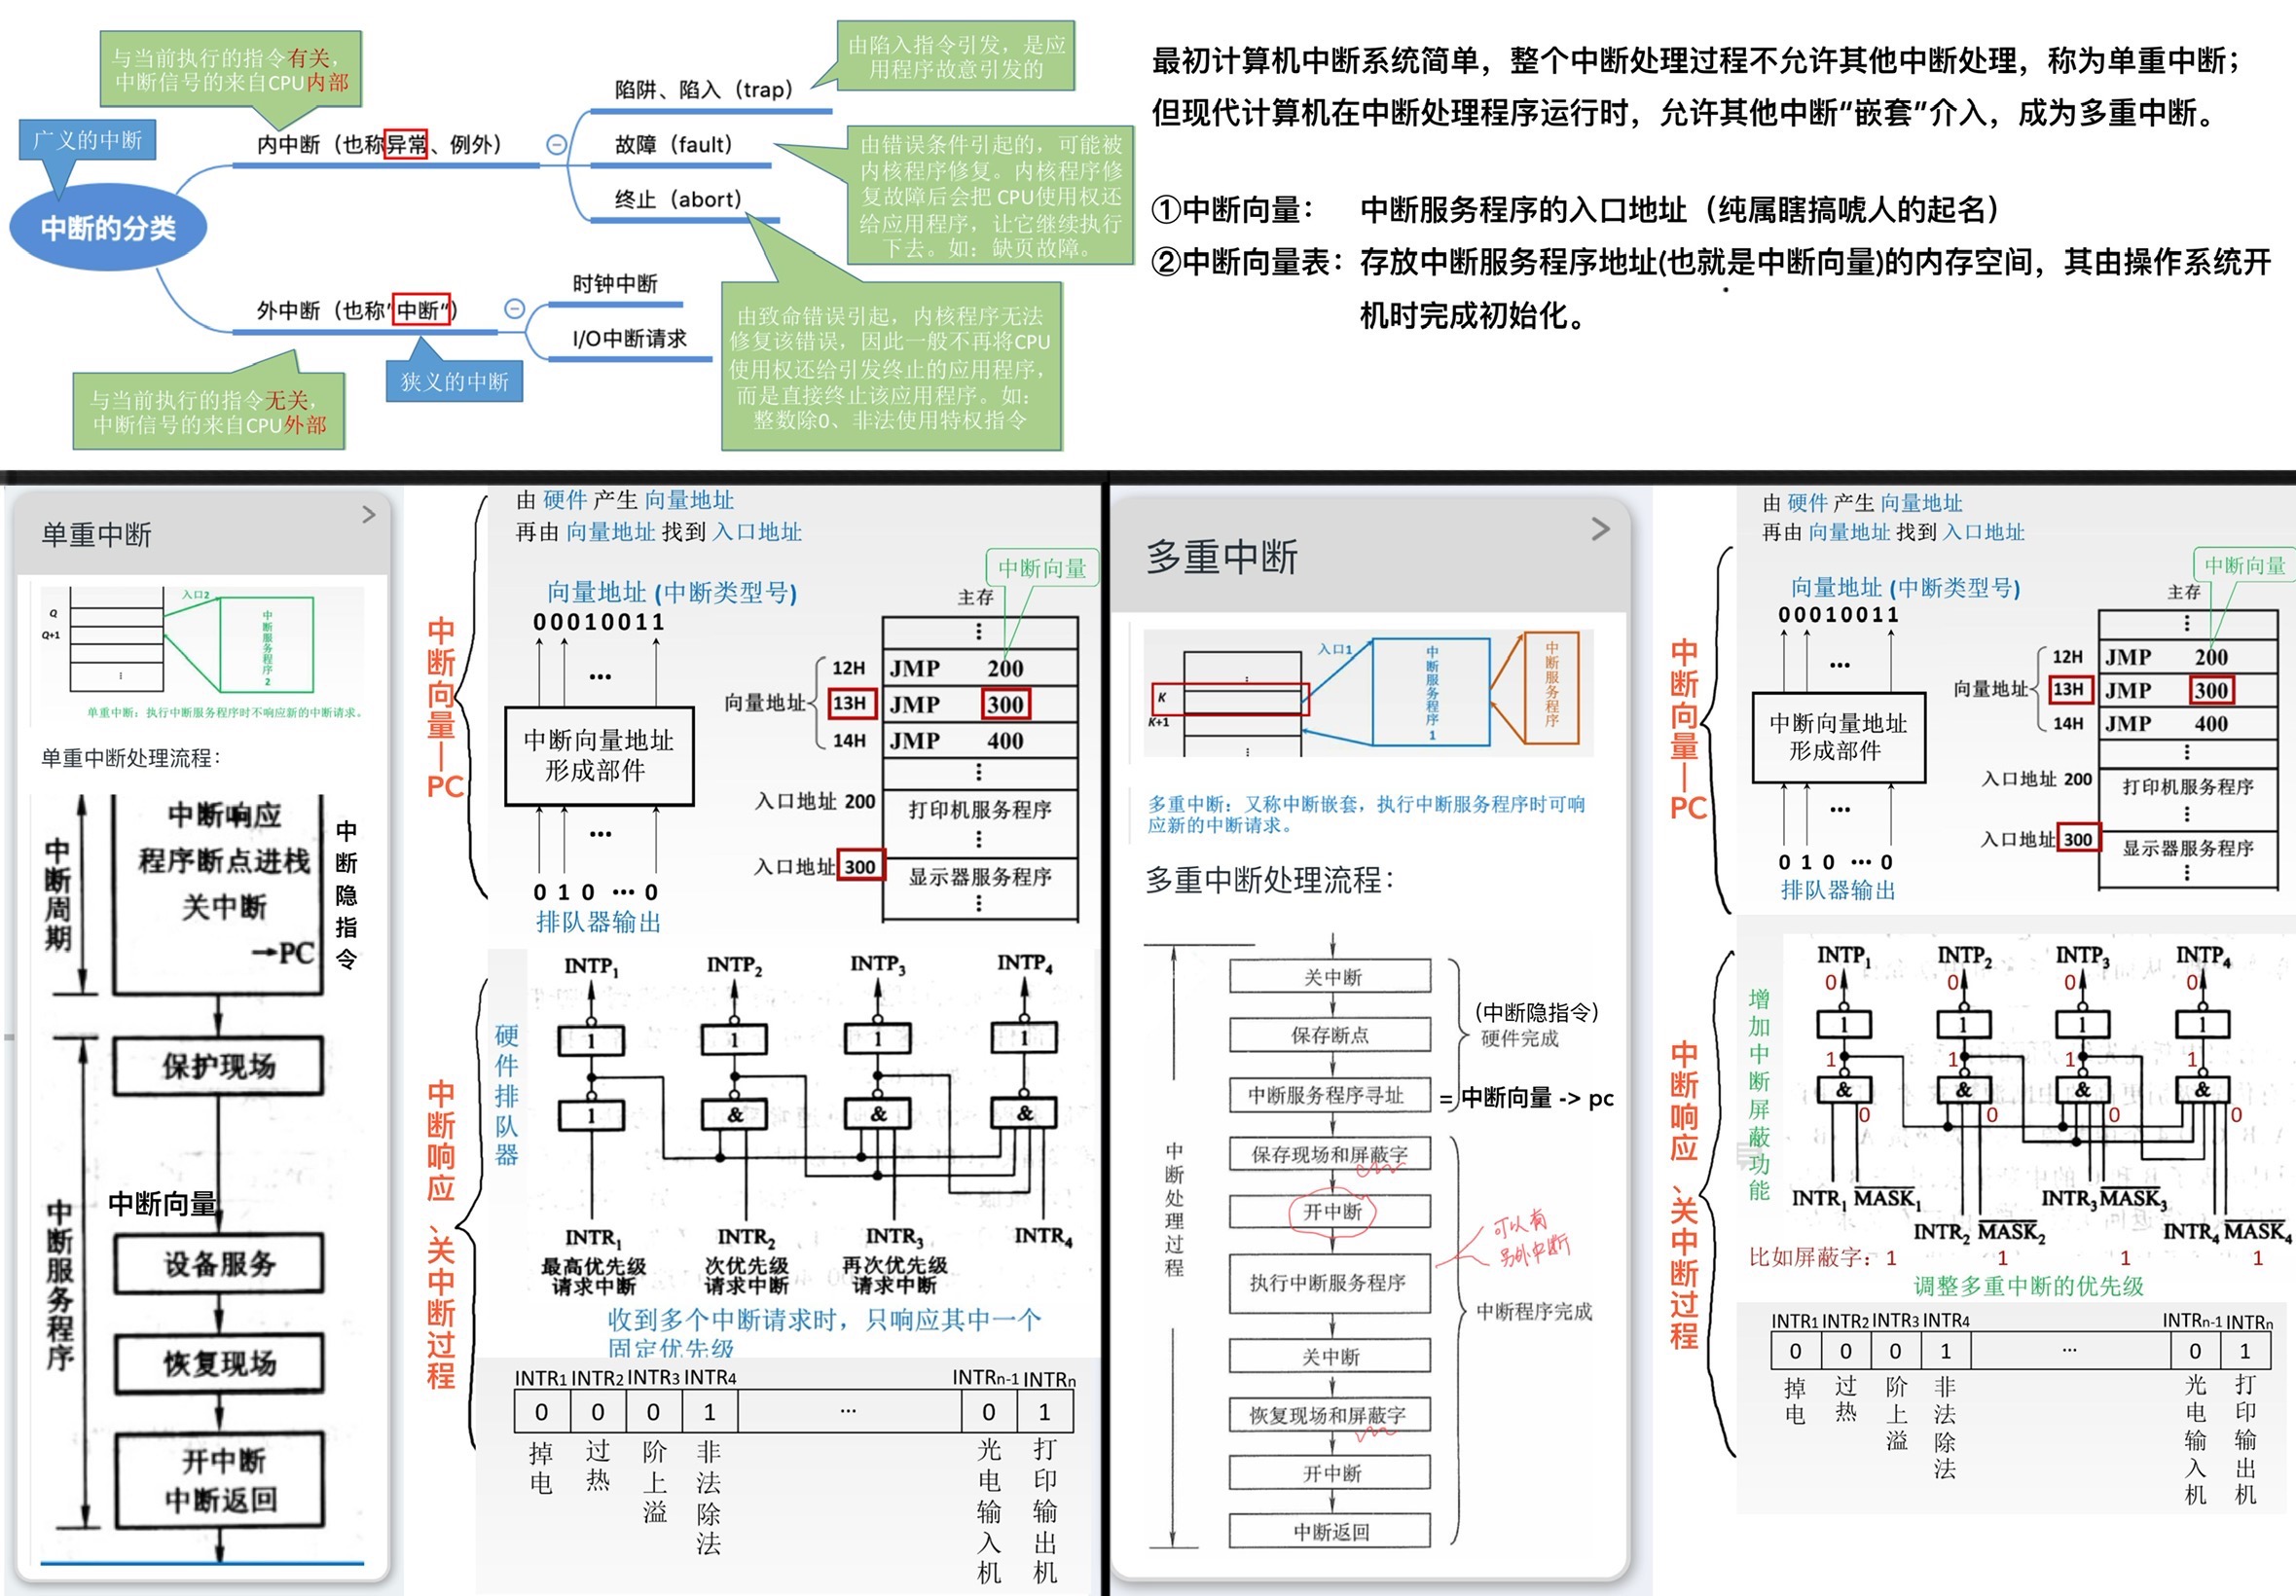 与当前执行的指令有关,
中断信号的来自CPU内部
广义的中断
中断的分类
内中断（也称异常、例外）
陷阱、陷入（trap）
故障（fault）
终止（abort）
由陷入指令引发，是应
用程序故意引发的
由错误条件引起的，可能被
内核程序修复。内核程序修
复故障后会把 CPU使用权还
给应用程序，让它继续执行
下去。如：缺页故障。
外中断（也称"中断"）
时钟中断
I/O中断请求
狭义的中断
与当前执行的指令无关,
中断信号的来自CPU外部
由致命错误引起，内核程序无法
修复该错误，因此一般不再将CPU
使用权还给引发终止的应用程序，
而是直接终止该应用程序。如：
整数除0、非法使用特权指令
最初计算机中断系统简单，整个中断处理过程不允许其他中断处理，称为单重中断；
但现代计算机在中断处理程序运行时，允许其他中断"嵌套"介入，成为多重中断。
①中断向量： 中断服务程序的入口地址（纯属瞎搞唬人的起名）
②中断向量表：存放中断服务程序地址(也就是中断向量)的内存空间，其由操作系统开
机时完成初始化。
单重中断
>
Q
Q+1
入口2
中断服务程序2
单重中断：执行中断服务程序时不响应新的中断请求。
单重中断处理流程：
中断周期
中断响应
程序断点进栈
关中断
→PC
中断隐指令
中断服务程序
保护现场
中断向量
设备服务
恢复现场
开中断
中断返回
中断向量—PC
由 硬件 产生 向量地址
再由 向量地址 找到 入口地址
中断向量
向量地址 (中断类型号)
00010011
...
中断向量地址
形成部件
...
0 1 0 ... 0
排队器输出
主存
向量地址
12H JMP 200
13H JMP 300
14H JMP 400
入口地址 200
打印机服务程序
入口地址 300
显示器服务程序
中断响应、关中断过程
硬件排队器
INTP1 INTP2 INTP3 INTP4
1 1 1 1
1 & & &
INTR1 INTR2 INTR3 INTR4
最高优先级 次优先级 再次优先级
请求中断 请求中断 请求中断
收到多个中断请求时，只响应其中一个
固定优先级
INTR1 INTR2 INTR3 INTR4 INTRn-1 INTRn
0 0 0 1 ... 0 1
掉电 过热 阶上溢 非法除法 光电输入机 打印输出机
多重中断
>
K
K+1
入口1
中断服务程序1
中断服务程序
多重中断：又称中断嵌套，执行中断服务程序时可响
应新的中断请求。
多重中断处理流程：
中断处理过程
关中断
保存断点
中断服务程序寻址
(中断隐指令)
硬件完成
= 中断向量 -> pc
保存现场和屏蔽字
开中断
执行中断服务程序
可以有
另外中断
关中断
恢复现场和屏蔽字
开中断
中断返回
中断程序完成
中断向量—PC
由 硬件 产生 向量地址
再由 向量地址 找到 入口地址
中断向量
向量地址 (中断类型号)
00010011
...
中断向量地址
形成部件
...
0 1 0 ... 0
排队器输出
主存
向量地址
12H JMP 200
13H JMP 300
14H JMP 400
入口地址 200
打印机服务程序
入口地址 300
显示器服务程序
中断响应、关中断过程
增加中断屏蔽功能
INTP1 INTP2 INTP3 INTP4
0 0 0 0
1 1 1 1
1 1 1 1
& & & &
0 0 0 0
INTR1 MASK1 INTR3 MASK3
INTR2 MASK2 INTR4 MASK4
比如屏蔽字：1 1 1 1
调整多重中断的优先级
INTR1 INTR2 INTR3 INTR4 INTRn-1 INTRn
0 0 0 1 ... 0 1
掉电 过热 阶上溢 非法除法 光电输入机 打印输出机